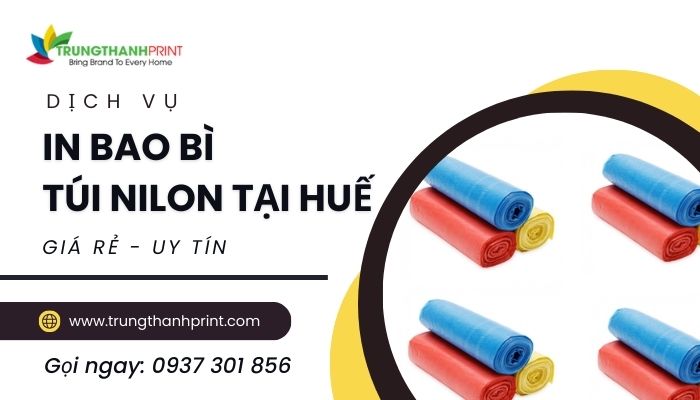 TRUNGTHANHPRINT
Bring Brand To Every Home
DỊCH VỤ
IN BAO BÌ
TÚI NILON TẠI HUẾ
GIÁ RẺ - UY TÍN
www.trungthanhprint.com
Gọi ngay: 0937 301 856